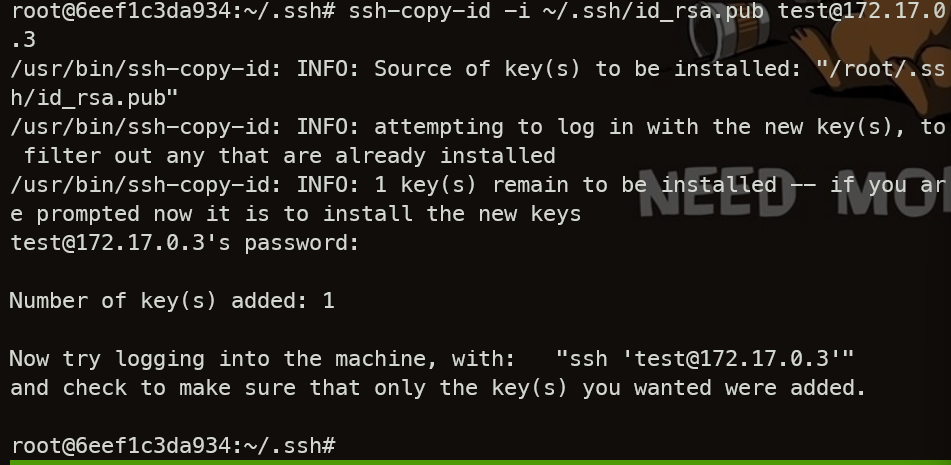 root@6eef1c3da934:~/.ssh# ssh-copy-id -i ~/.ssh/id_rsa.pub test@172.17.0
.3
/usr/bin/ssh-copy-id: INFO: Source of key(s) to be installed: "/root/.ss
h/id_rsa.pub"
/usr/bin/ssh-copy-id: INFO: attempting to log in with the new key(s), to
 filter out any that are already installed
/usr/bin/ssh-copy-id: INFO: 1 key(s) remain to be installed -- if you ar
e prompted now it is to install the new keys
NEED
test@172.17.0.3's password:
Number of key(s) added: 1
Now try logging into the machine, with:   "ssh 'test@172.17.0.3'"
and check to make sure that only the key(s) you wanted were added.
root@6eef1c3da934:~/.ssh#